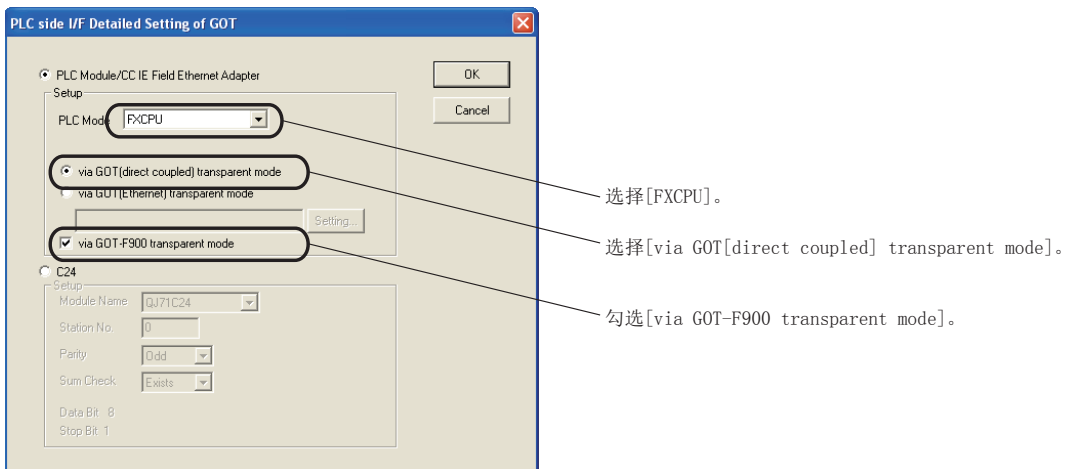 PLC side I/F Detailed Setting of GOT
PLC Module/CC IE Field Ethernet Adapter
OK
Setup
Cancel
PLC Mode FXCPU
via GOT(direct coupled) transparent mode
via GOT(Ethernet) transparent mode
Setting...
via GOT-F900 transparent mode
C24
Setup
Module Name QJ71C24
Station No. 0
Parity Odd
Sum Check Exists
Data Bit 8
Stop Bit 1
选择[FXCPU]。
选择[via GOT[direct coupled] transparent mode]。
勾选[via GOT-F900 transparent mode]。